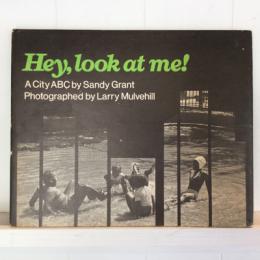 Hey, look at me!
A City ABC by Sandy Grant
Photographed by Larry Mulvehill